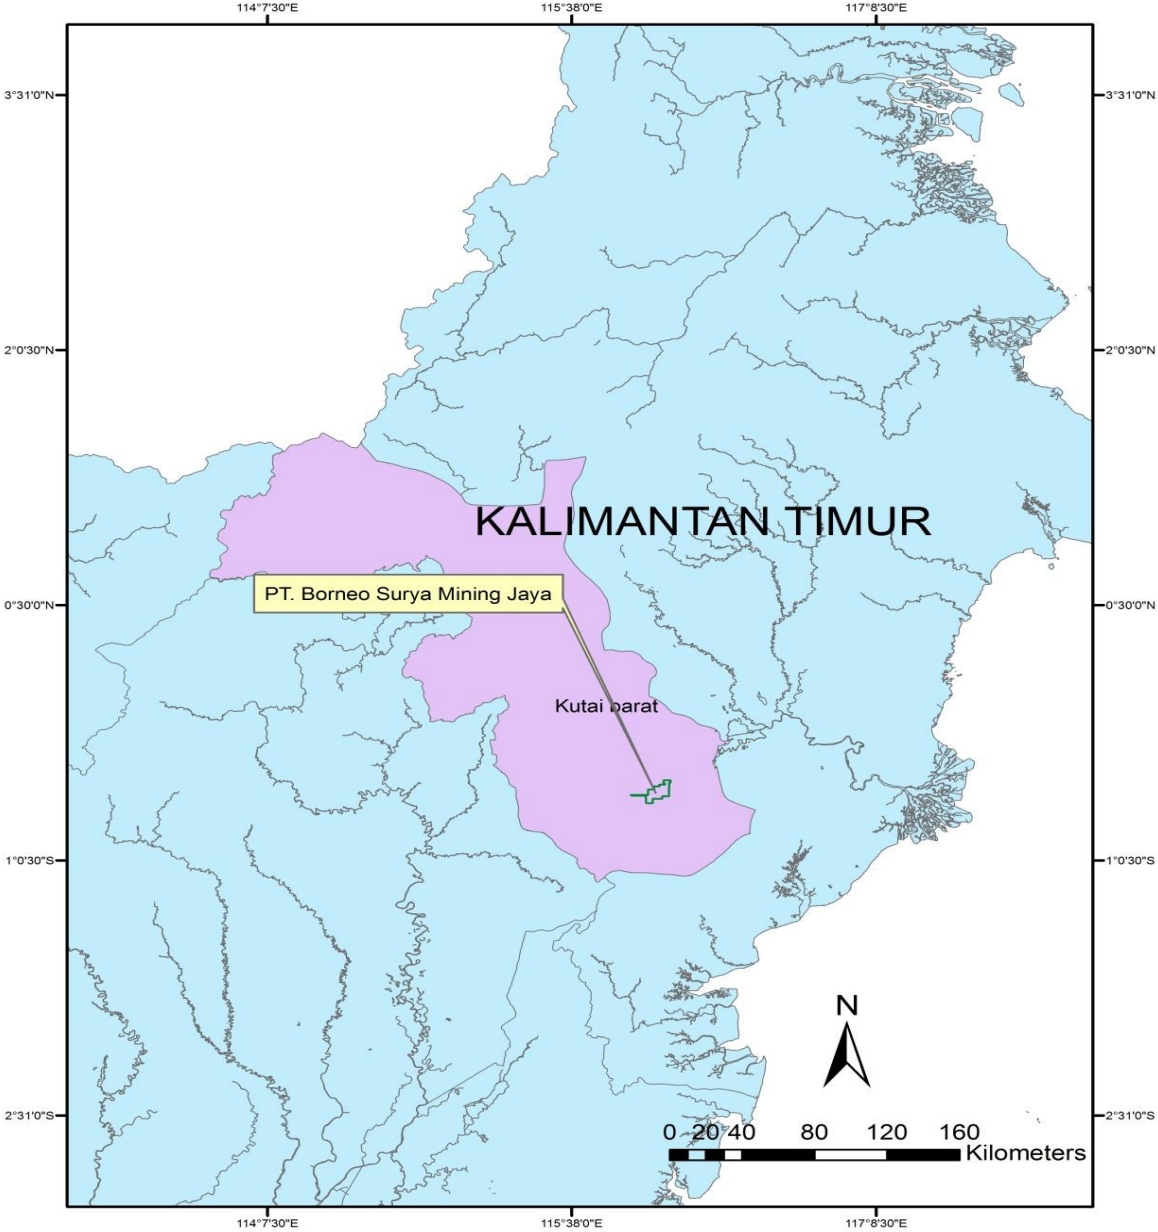 114°7'30"E 115°38'0"E 117°8'30"E
3°31'0"N 3°31'0"N
2°0'30"N 2°0'30"N
KALIMANTAN TIMUR
PT. Borneo Surya Mining Jaya
0°30'0"N 0°30'0"N
Kutai barat
1°0'30"S 1°0'30"S
N
2°31'0"S 2°31'0"S
0 20 40 80 120 160
Kilometers
114°7'30"E 115°38'0"E 117°8'30"E